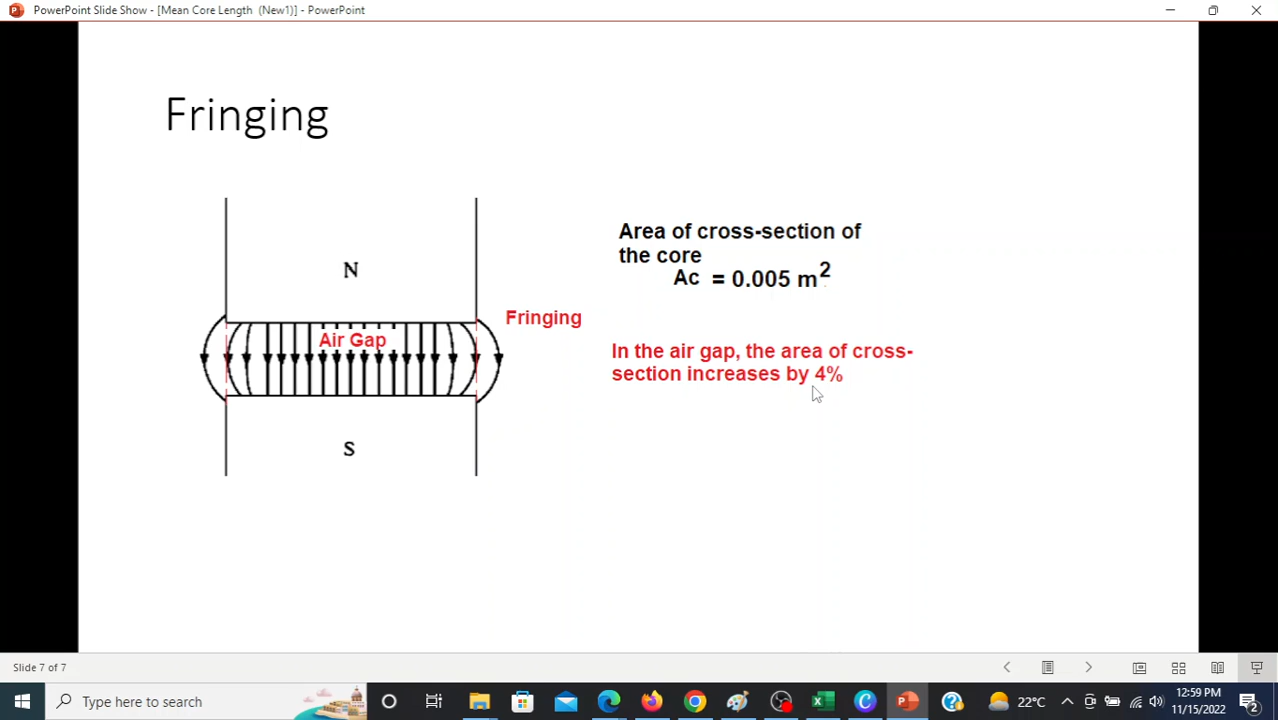 PowerPoint Slide Show - [Mean Core Length (New1)] - PowerPoint
Fringing
N
Air Gap
Fringing
S
Area of cross-section of
the core
Ac = 0.005 m²
In the air gap, the area of cross-
section increases by 4%
Slide 7 of 7
Type here to search
22°C
12:59 PM
11/15/2022
2